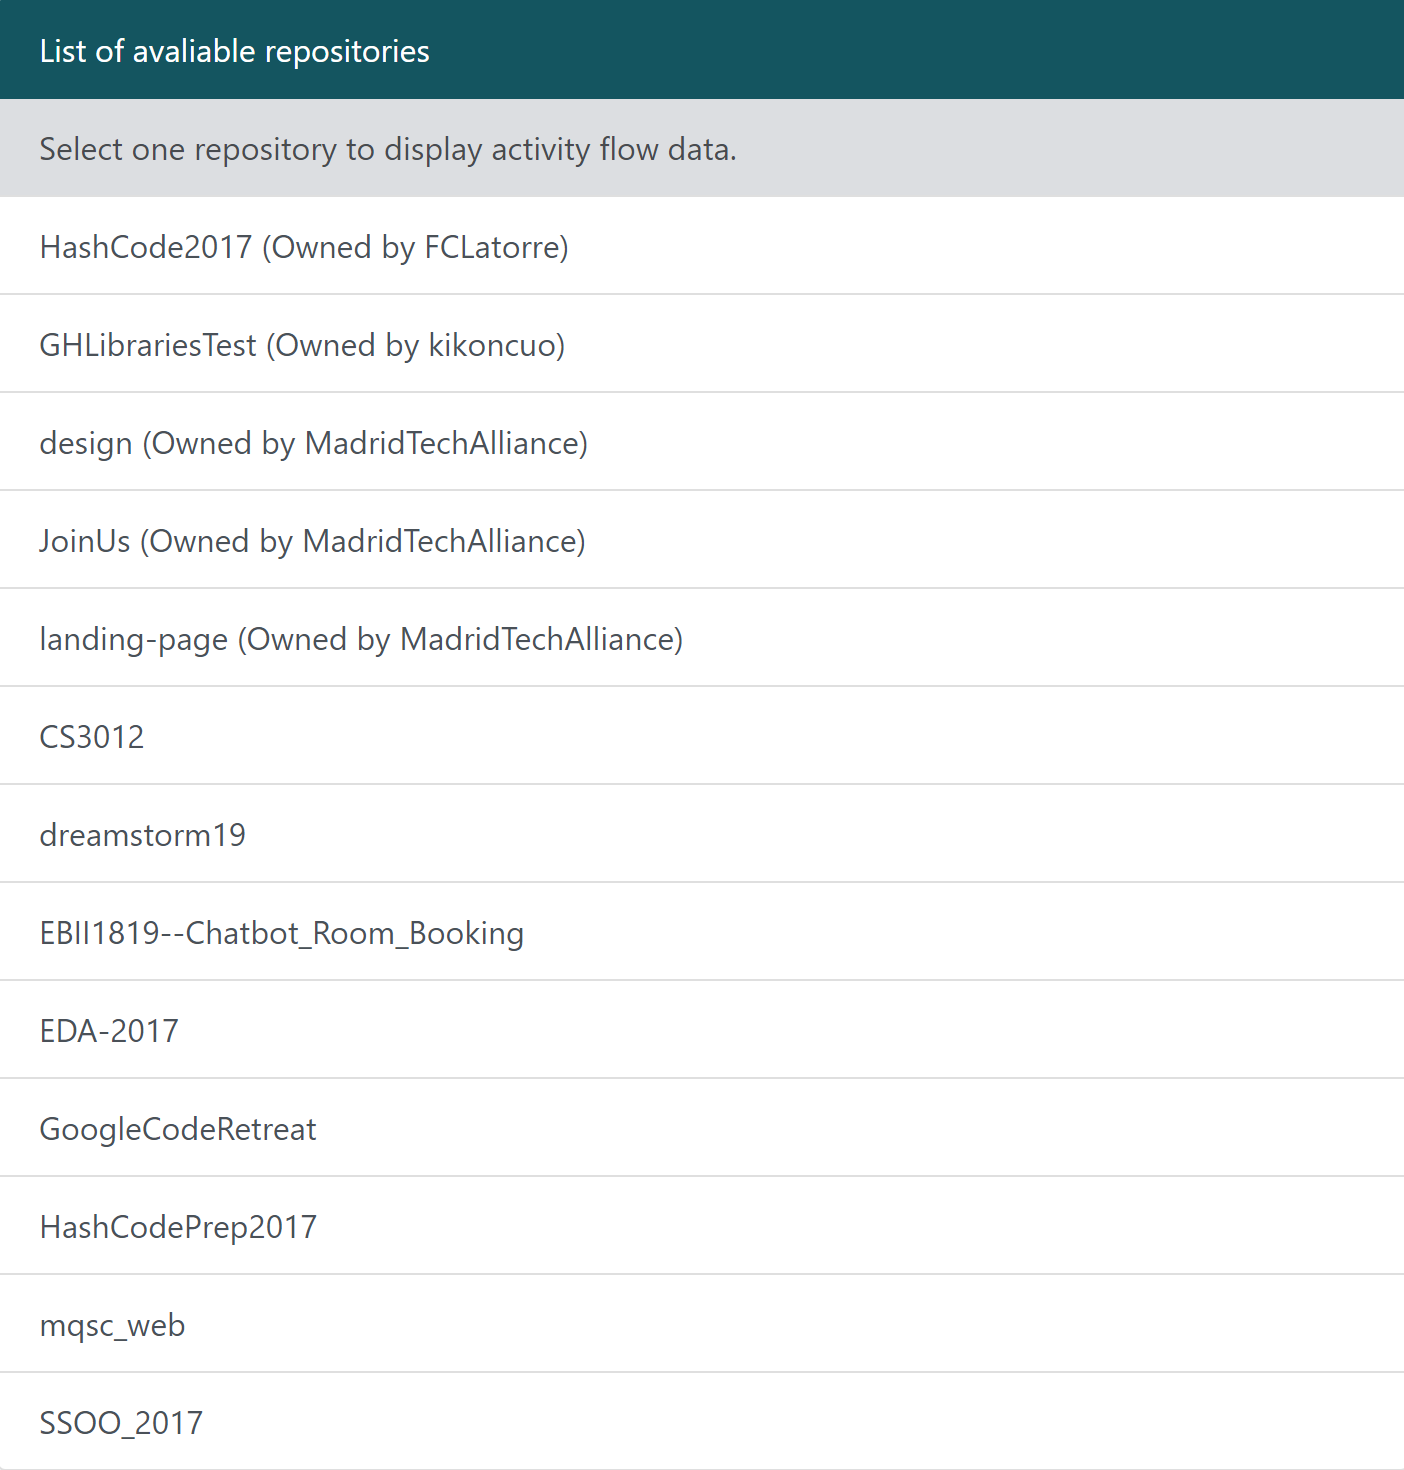 List of avaliable repositories
Select one repository to display activity flow data.
HashCode2017 (Owned by FCLatorre)
GHLibrariesTest (Owned by kikoncuo)
design (Owned by MadridTechAlliance)
JoinUs (Owned by MadridTechAlliance)
landing-page (Owned by MadridTechAlliance)
CS3012
dreamstorm19
EBII1819--Chatbot_Room_Booking
EDA-2017
GoogleCodeRetreat
HashCodePrep2017
mqsc_web
SSOO_2017